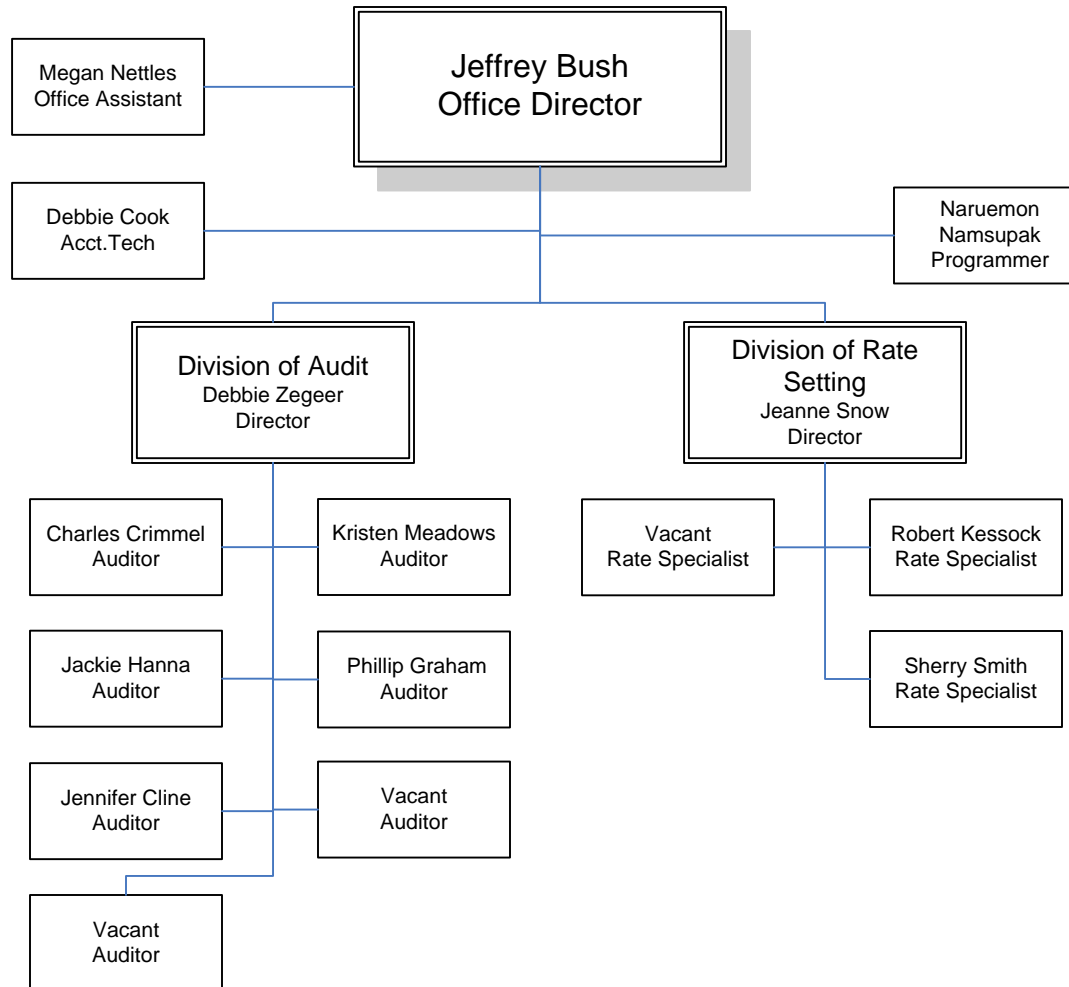 Jeffrey Bush
Office Director
Megan Nettles
Office Assistant
Debbie Cook
Acct.Tech
Naruemon
Namsupak
Programmer
Division of Audit
Debbie Zegeer
Director
Division of Rate
Setting
Jeanne Snow
Director
Charles Crimmel
Auditor
Kristen Meadows
Auditor
Vacant
Rate Specialist
Robert Kessock
Rate Specialist
Jackie Hanna
Auditor
Phillip Graham
Auditor
Sherry Smith
Rate Specialist
Jennifer Cline
Auditor
Vacant
Auditor
Vacant
Auditor